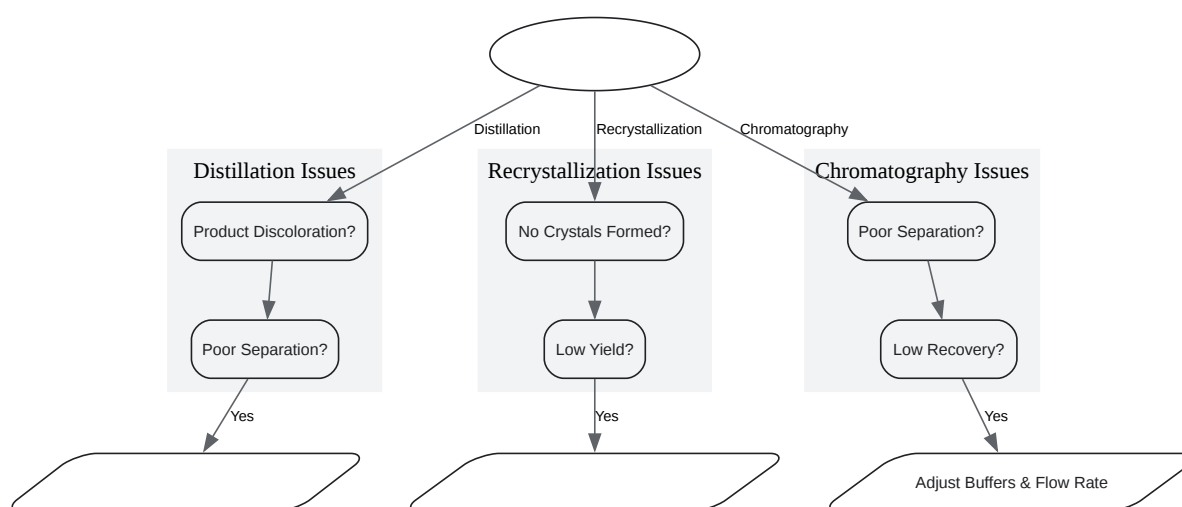 Distillation
Recrystallization
Chromatography
Distillation Issues
Recrystallization Issues
Chromatography Issues
Product Discoloration?
No Crystals Formed?
Poor Separation?
Poor Separation?
Low Yield?
Low Recovery?
Yes
Yes
Yes
Adjust Buffers & Flow Rate